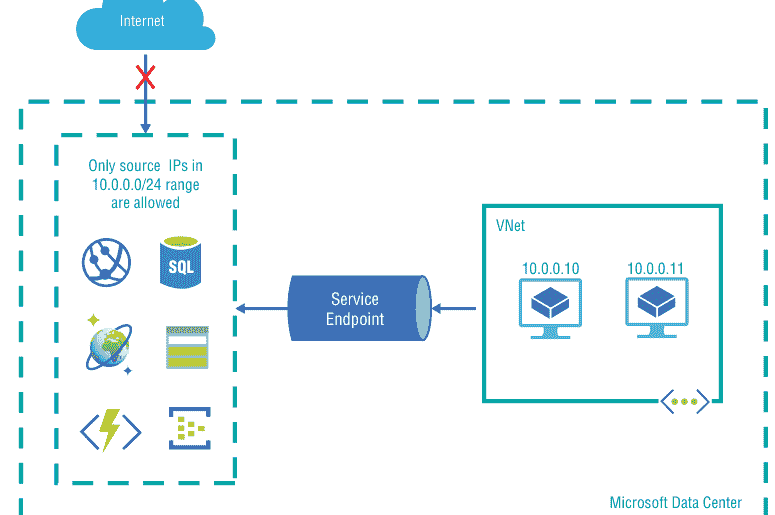 Internet
Only source IPs in
10.0.0.0/24 range
are allowed
SQL
Service
Endpoint
VNet
10.0.0.10
10.0.0.11
Microsoft Data Center